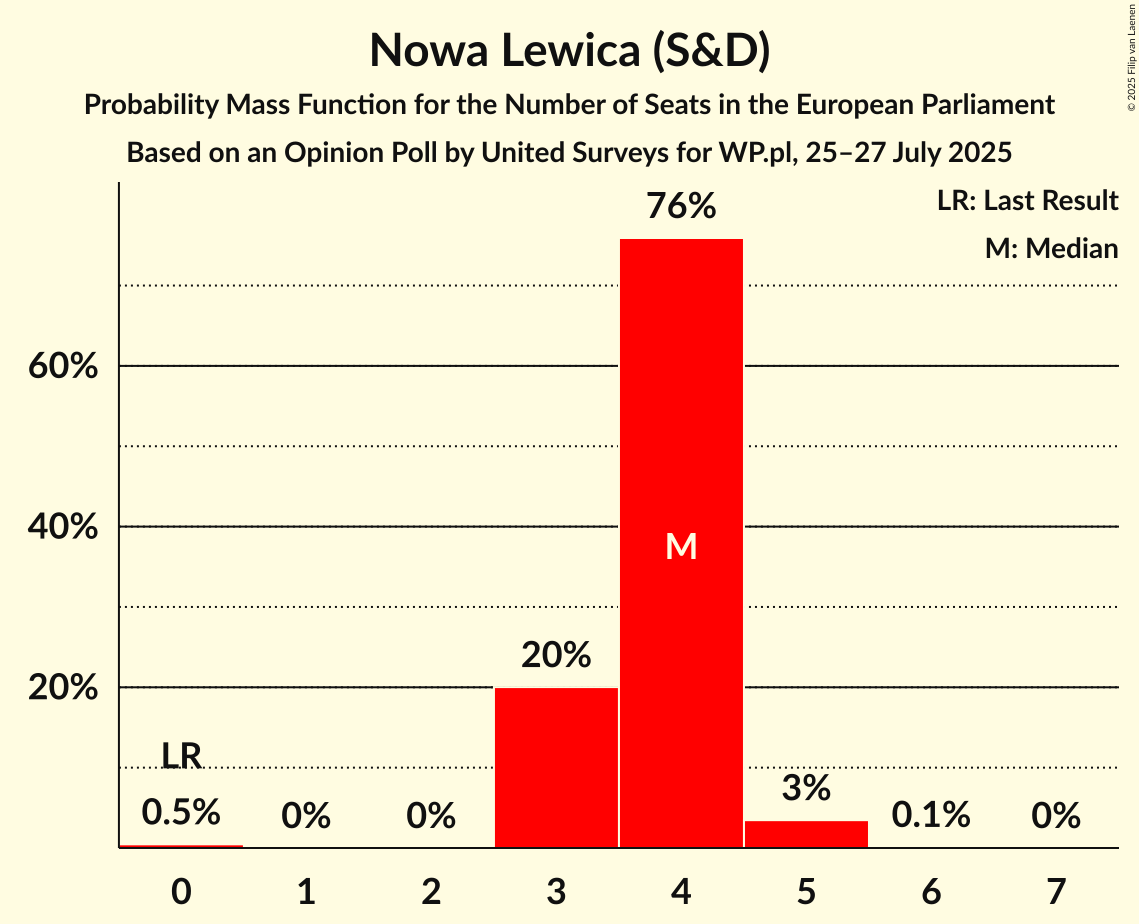 Nowa Lewica (S&D)
Probability Mass Function for the Number of Seats in the European Parliament
Based on an Opinion Poll by United Surveys for WP.pl, 25–27 July 2025
© 2025 Filip van Laenen
LR: Last Result
M: Median
76%
60%
40%
M
20%
20%
LR
3%
0.5%
0%
0%
0.1%
0%
0 1 2 3 4 5 6 7